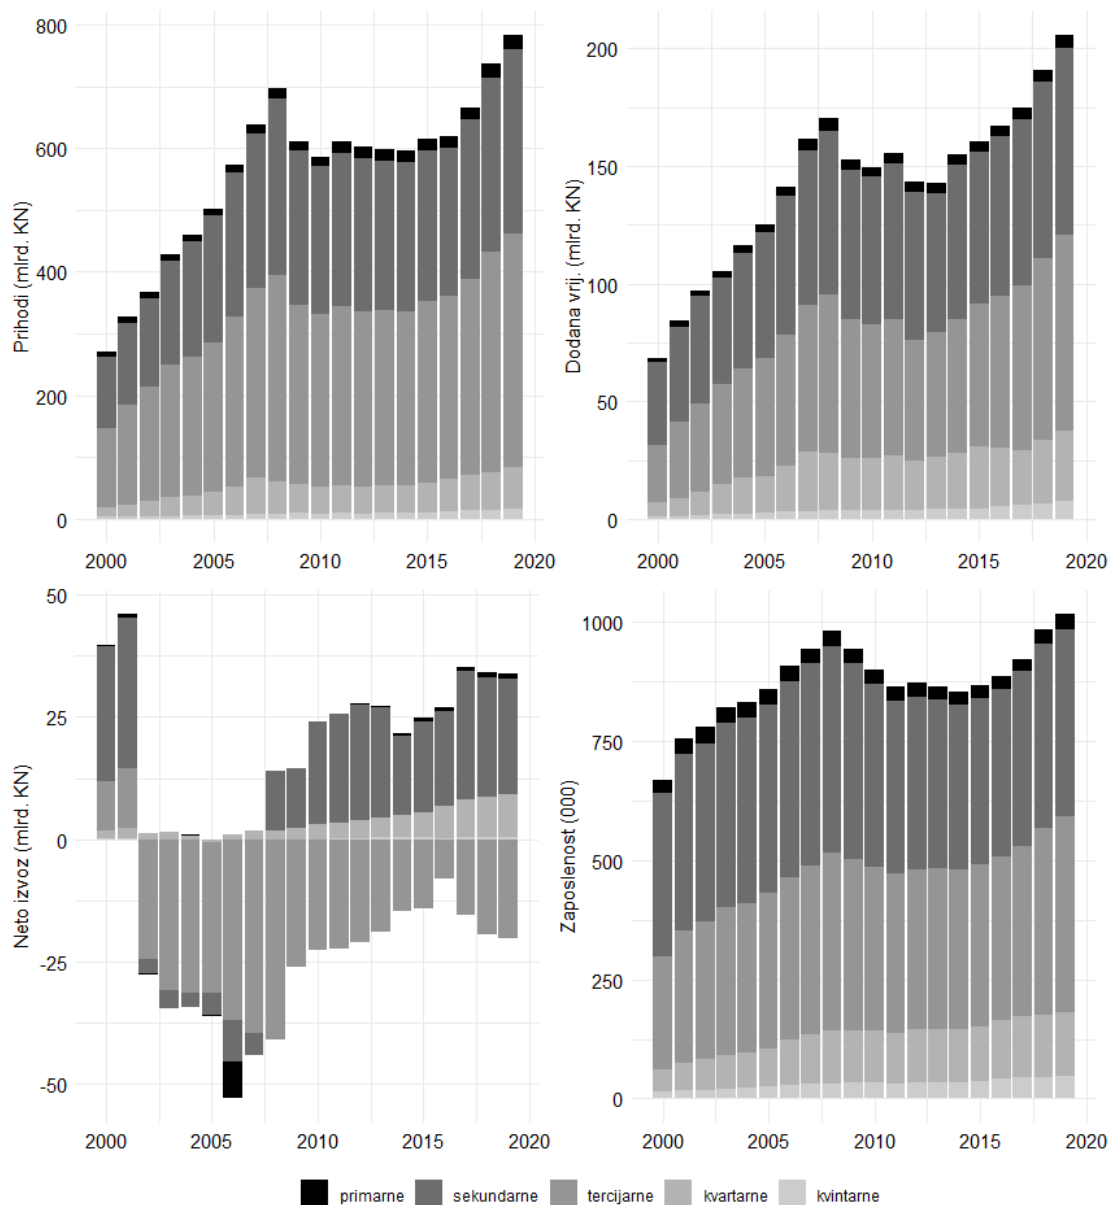 Prihodi (mlrd. KN)
800
600
400
200
0
2000 2005 2010 2015 2020
Dodana vrij. (mlrd. KN)
200
150
100
50
0
2000 2005 2010 2015 2020
Neto izvoz (mlrd. KN)
50
25
0
-25
-50
2000 2005 2010 2015 2020
Zaposlenost (000)
1000
750
500
250
0
2000 2005 2010 2015 2020
primarne sekundarne tercijarne kvartarne kvintarne